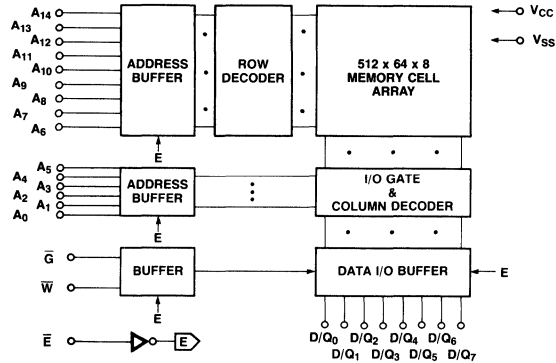 A14
A13
A12
A11
A10
A9
A8
A7
A6
ADDRESS
BUFFER
E
ROW
DECODER
512 x 64 x 8
MEMORY CELL
ARRAY
VCC
VSS
A5
A4
A3
A2
A1
A0
ADDRESS
BUFFER
E
I/O GATE
&
COLUMN DECODER
G̅
W̅
BUFFER
E
DATA I/O BUFFER
E
E̅
E
D/Q0 D/Q2 D/Q4 D/Q6
D/Q1 D/Q3 D/Q5 D/Q7